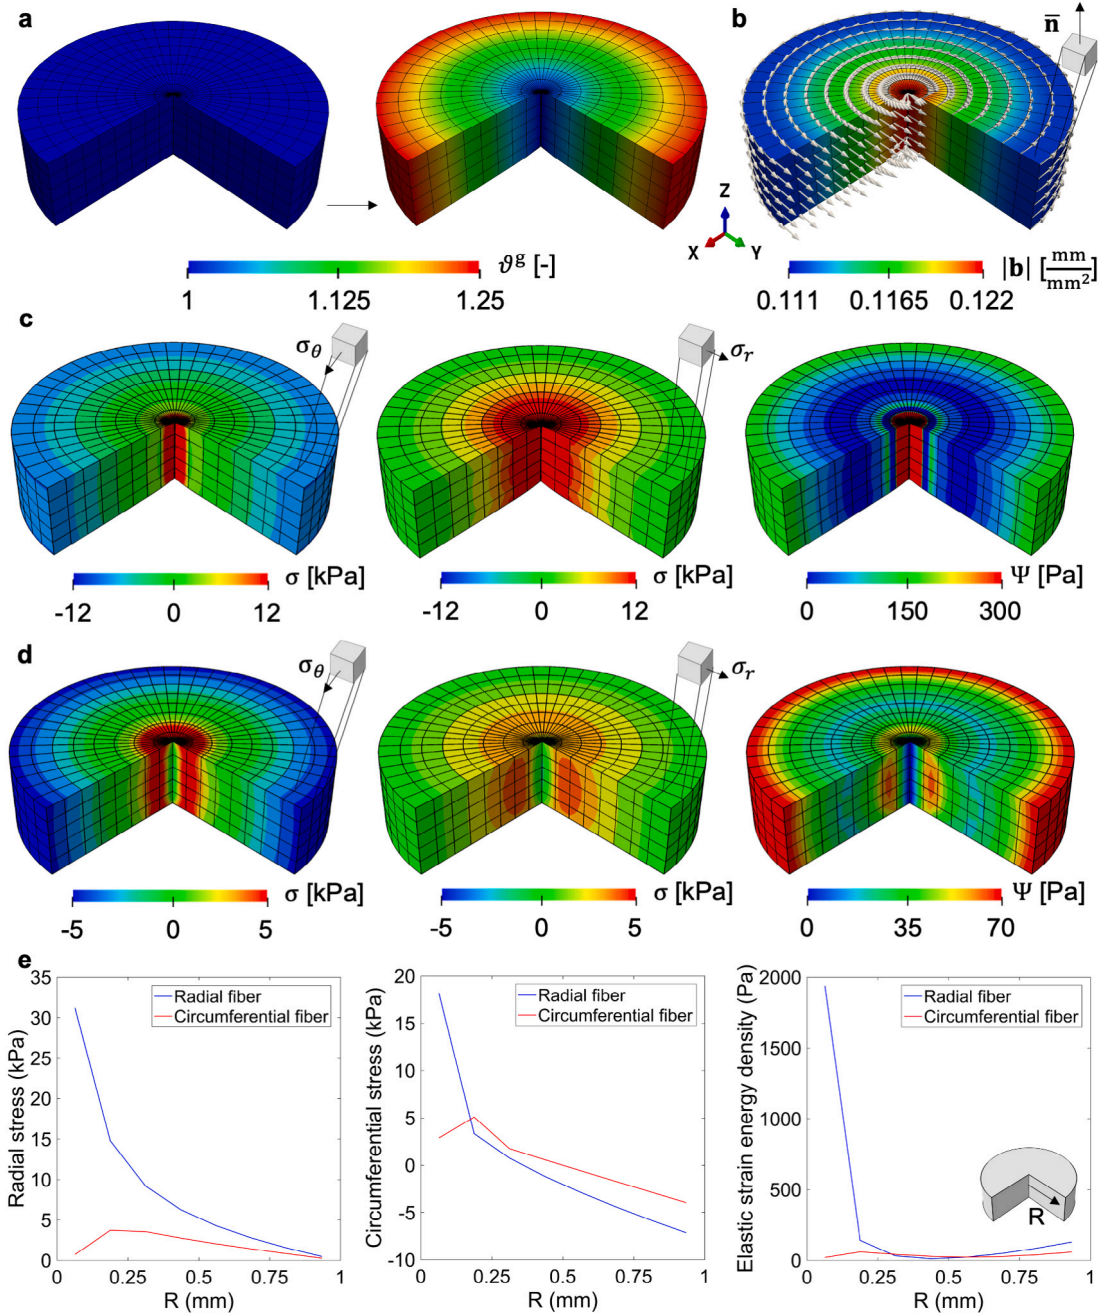 a
b
n̅
Z
X
Y
ϑᵍ [-]
1
1.125
1.25
|b| [mm/mm²]
0.111
0.1165
0.122
c
σθ
σr
σ [kPa]
-12
0
12
σ [kPa]
-12
0
12
Ψ [Pa]
0
150
300
d
σθ
σr
σ [kPa]
-5
0
5
σ [kPa]
-5
0
5
Ψ [Pa]
0
35
70
e
Radial stress (kPa)
35
30
25
20
15
10
5
0
0
0.25
0.5
0.75
1
R (mm)
Radial fiber
Circumferential fiber
Circumferential stress (kPa)
20
15
10
5
0
-5
-10
0
0.25
0.5
0.75
1
R (mm)
Radial fiber
Circumferential fiber
Elastic strain energy density (Pa)
2000
1500
1000
500
0
0
0.25
0.5
0.75
1
R (mm)
Radial fiber
Circumferential fiber
R